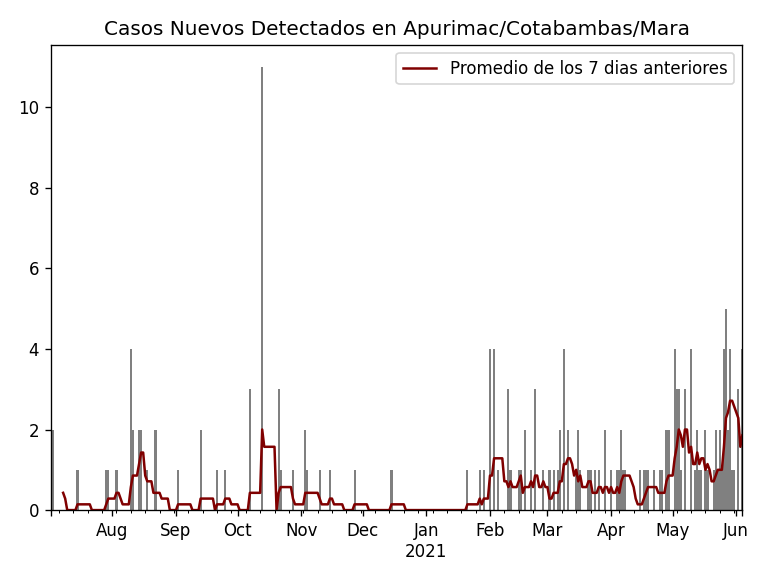 Casos Nuevos Detectados en Apurimac/Cotabambas/Mara
Promedio de los 7 dias anteriores
10
8
6
4
2
0
Aug Sep Oct Nov Dec Jan Feb Mar Apr May Jun
2021